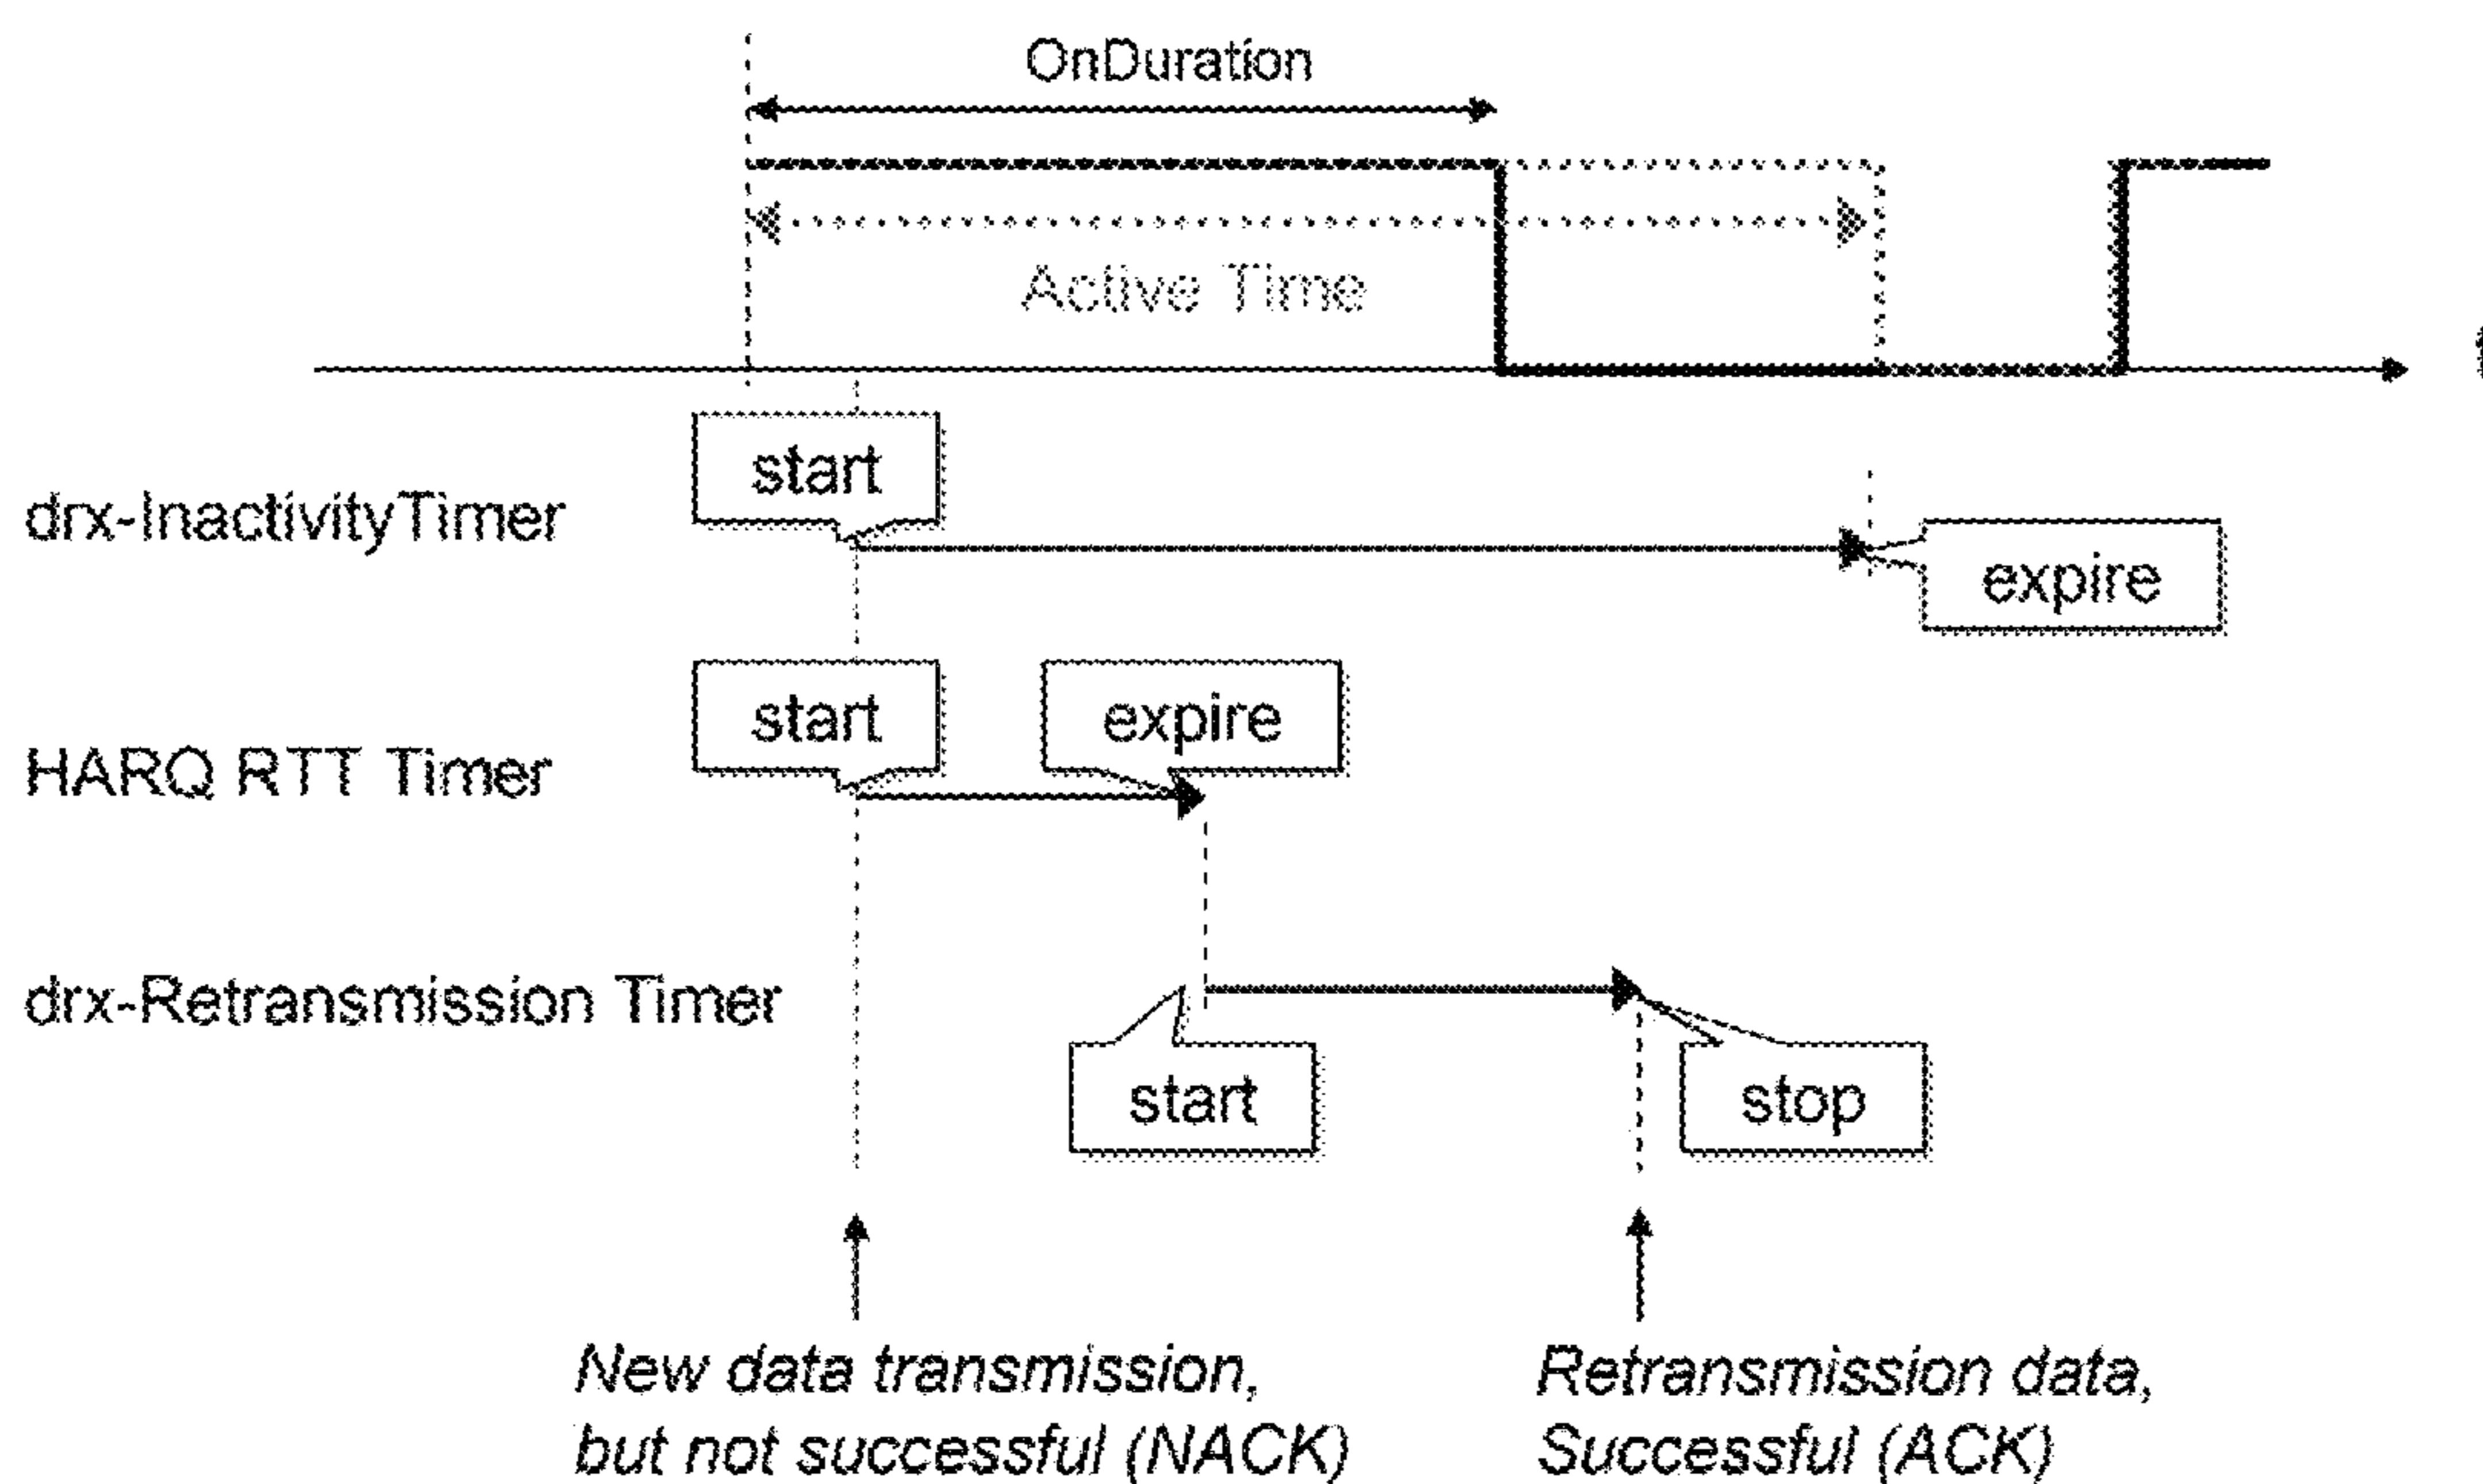 OnDuration
Active Time
t
start
drx-InactivityTimer
expire
start
expire
HARQ RTT Timer
drx-Retransmission Timer
start
stop
New data transmission,
but not successful (NACK)
Retransmission data,
Successful (ACK)